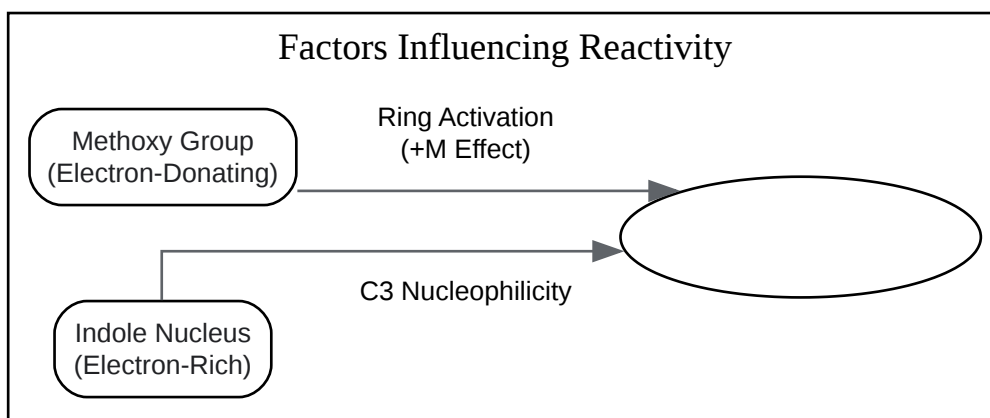 Factors Influencing Reactivity
Methoxy Group
(Electron-Donating)
Ring Activation
(+M Effect)
C3 Nucleophilicity
Indole Nucleus
(Electron-Rich)